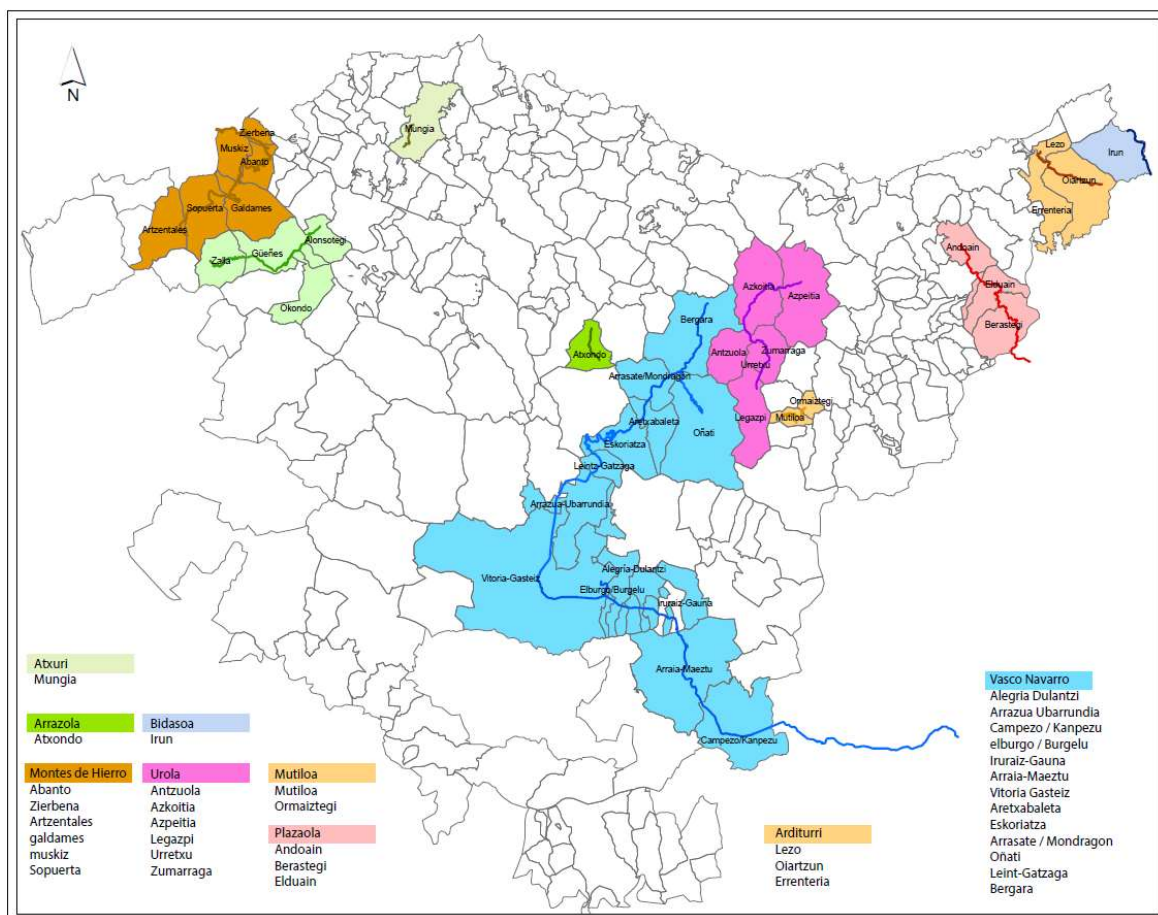 N
Zierbena
Muskiz
Abanto
Sopuerta
Galdames
Artzentales
Mungia
Alonsotegi
Güeñes
Zalla
Okondo
Lezo
Irun
Oiartzun
Errenteria
Andoain
Elduain
Berastegi
Azkoitia
Azpeitia
Bergara
Antzuola
Zumarraga
Urretxu
Atxondo
Arrasate/Mondragon
Ormaiztegi
Mutiloa
Legazpi
Aretxabaleta
Oñati
Eskoriatza
Leintz-Gatzaga
Arrazua-Ubarrundia
Vitoria-Gasteiz
Alegría-Dulantzi
Elburgo/Burgelu
Iruraiz-Gauna
Arraia-Maeztu
Campezo/Kanpezu
Atxuri
Mungia
Arrazola
Atxondo
Bidasoa
Irun
Montes de Hierro
Abanto
Zierbena
Artzentales
galdames
muskiz
Sopuerta
Urola
Antzuola
Azkoitia
Azpeitia
Legazpi
Urretxu
Zumarraga
Mutiloa
Mutiloa
Ormaiztegi
Plazaola
Andoain
Berastegi
Elduain
Arditurri
Lezo
Oiartzun
Errenteria
Vasco Navarro
Alegria Dulantzi
Arrazua Ubarrundia
Campezo / Kanpezu
elburgo / Burgelu
Iruraiz-Gauna
Arraia-Maeztu
Vitoria Gasteiz
Aretxabaleta
Eskoriatza
Arrasate / Mondragon
Oñati
Leint-Gatzaga
Bergara